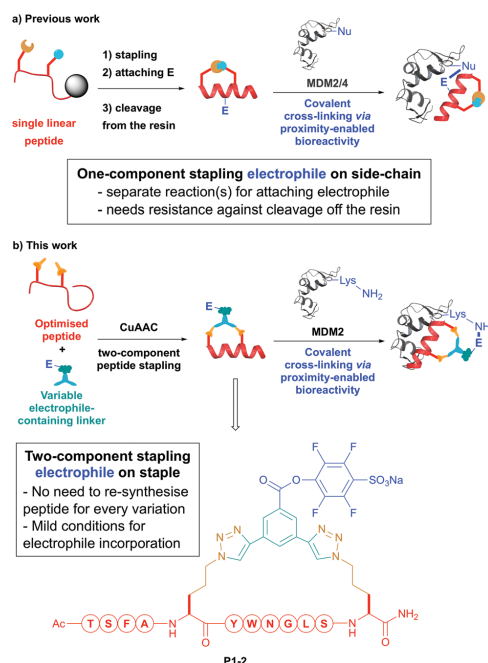 a) Previous work
1) stapling
2) attaching E
3) cleavage
from the resin
single linear
peptide
E
Nu
MDM2/4
Covalent
cross-linking via
proximity-enabled
bioreactivity
Nu
E
One-component stapling electrophile on side-chain
- separate reaction(s) for attaching electrophile
- needs resistance against cleavage off the resin
b) This work
Optimised
peptide
+
E
Variable
electrophile-
containing linker
CuAAC
two-component
peptide stapling
E
Lys
NH2
MDM2
Covalent
cross-linking via
proximity-enabled
bioreactivity
Lys
NH
E
Two-component stapling
electrophile on staple
- No need to re-synthesise
peptide for every variation
- Mild conditions for
electrophile incorporation
F F
O O SO3Na
F F
N N N N N N
Ac T S F A N H O Y W N G L S N H O NH2
P1-2